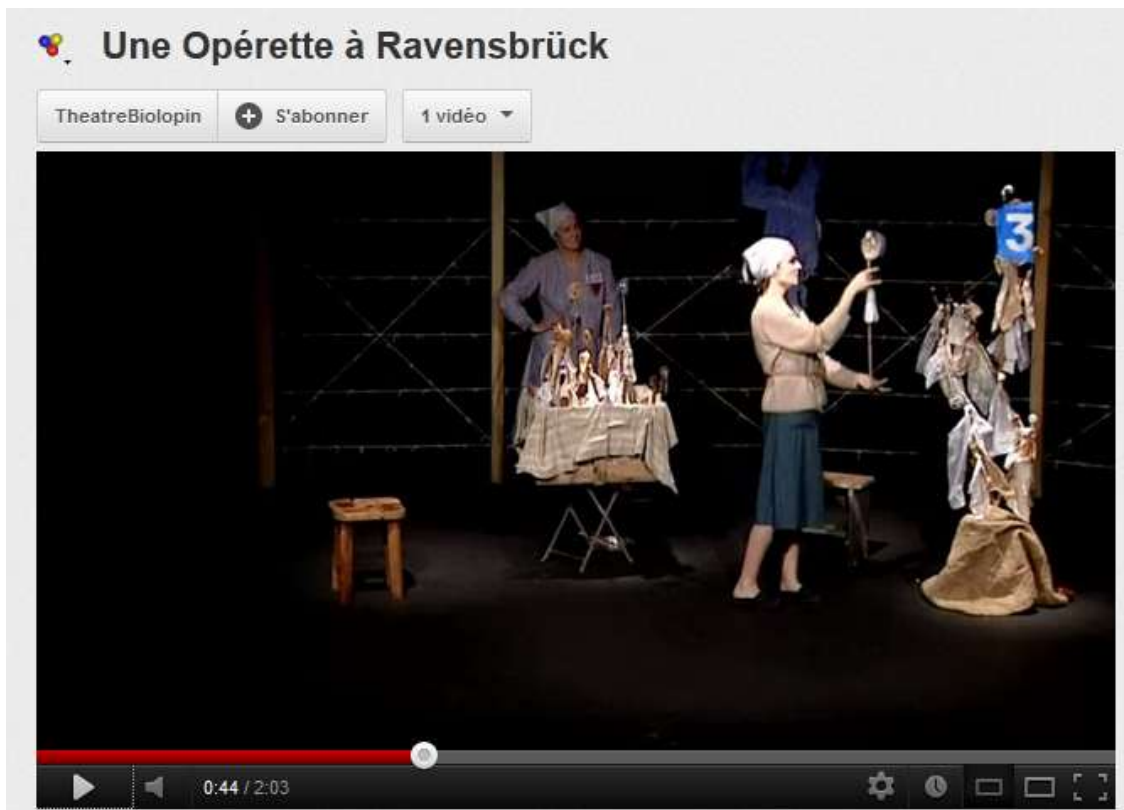 Une Opérette à Ravensbrück
TheatreBiolopin S'abonner 1 vidéo
3
0:44 / 2:03